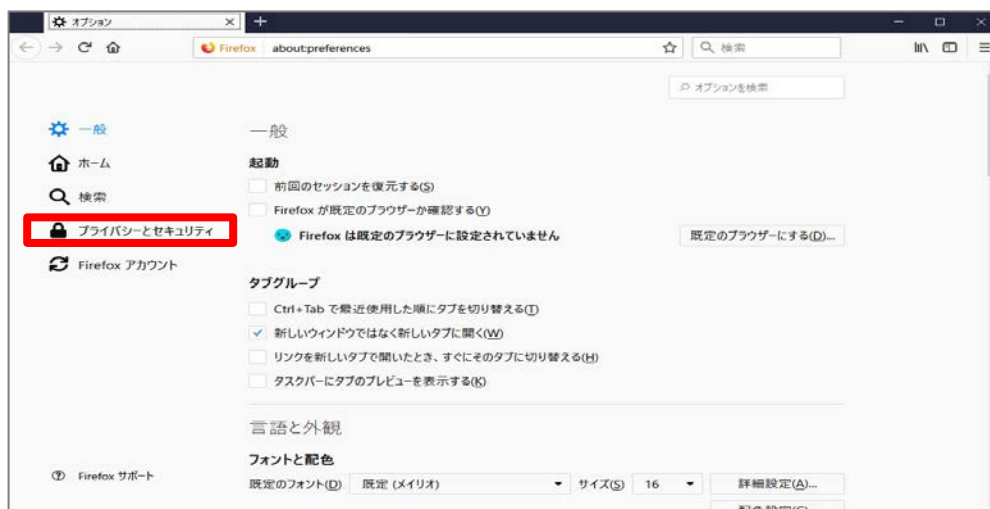 オプション
Firefox about:preferences 検索
オプションを検索
一般
ホーム
検索
プライバシーとセキュリティ
Firefox アカウント
Firefox サポート
一般
起動
前回のセッションを復元する(S)
Firefox が既定のブラウザーか確認する(Y)
Firefox は既定のブラウザーに設定されていません 既定のブラウザーにする(D)...
タブグループ
Ctrl+Tab で最近使用した順にタブを切り替える(T)
新しいウィンドウではなく新しいタブに開く(W)
リンクを新しいタブで開いたとき、すぐにそのタブに切り替える(H)
タスクバーにタブのプレビューを表示する(K)
言語と外観
フォントと配色
既定のフォント(D) 既定 (メイリオ) サイズ(S) 16 詳細設定(A)...